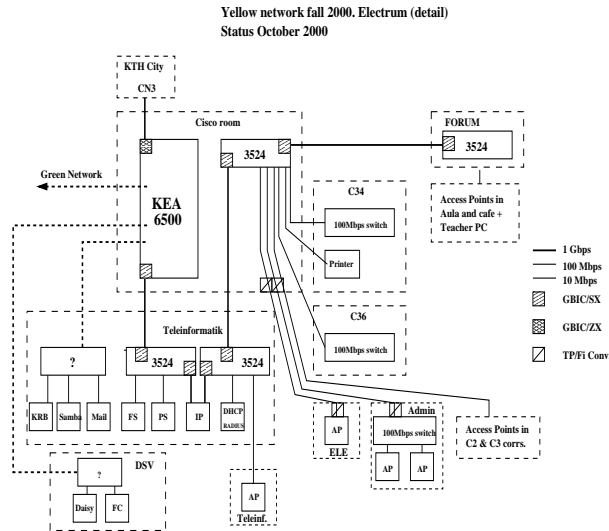 Yellow network fall 2000. Electrum (detail)
Status October 2000
KTH City
CN3
Cisco room
3524
FORUM
3524
Green Network
KEA
6500
C34
100Mbps switch
Printer
Access Points in
Aula and cafe +
Teacher PC
1 Gbps
100 Mbps
10 Mbps
GBIC/SX
GBIC/ZX
TP/Fi Conv
C36
100Mbps switch
Teleinformatik
?
3524
3524
KRB
Samba
Mail
FS
PS
IP
DHCP
RADIUS
AP
ELE
Admin
100Mbps switch
AP
AP
Access Points in
C2 & C3 corrs.
DSV
?
Daisy
FC
AP
Teleinf.